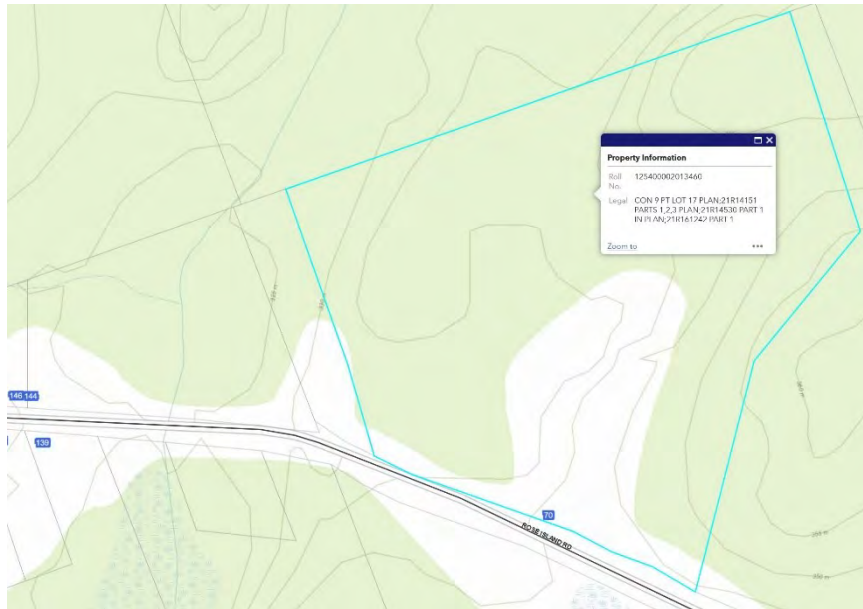 Property Information
Roll No. 125400002013460
Legal CON 9 PT LOT 17 PLAN;21R14151
PARTS 1,2,3 PLAN;21R14530 PART 1
IN PLAN;21R161242 PART 1
Zoom to
146 144
139
70
ROSE ISLAND RD